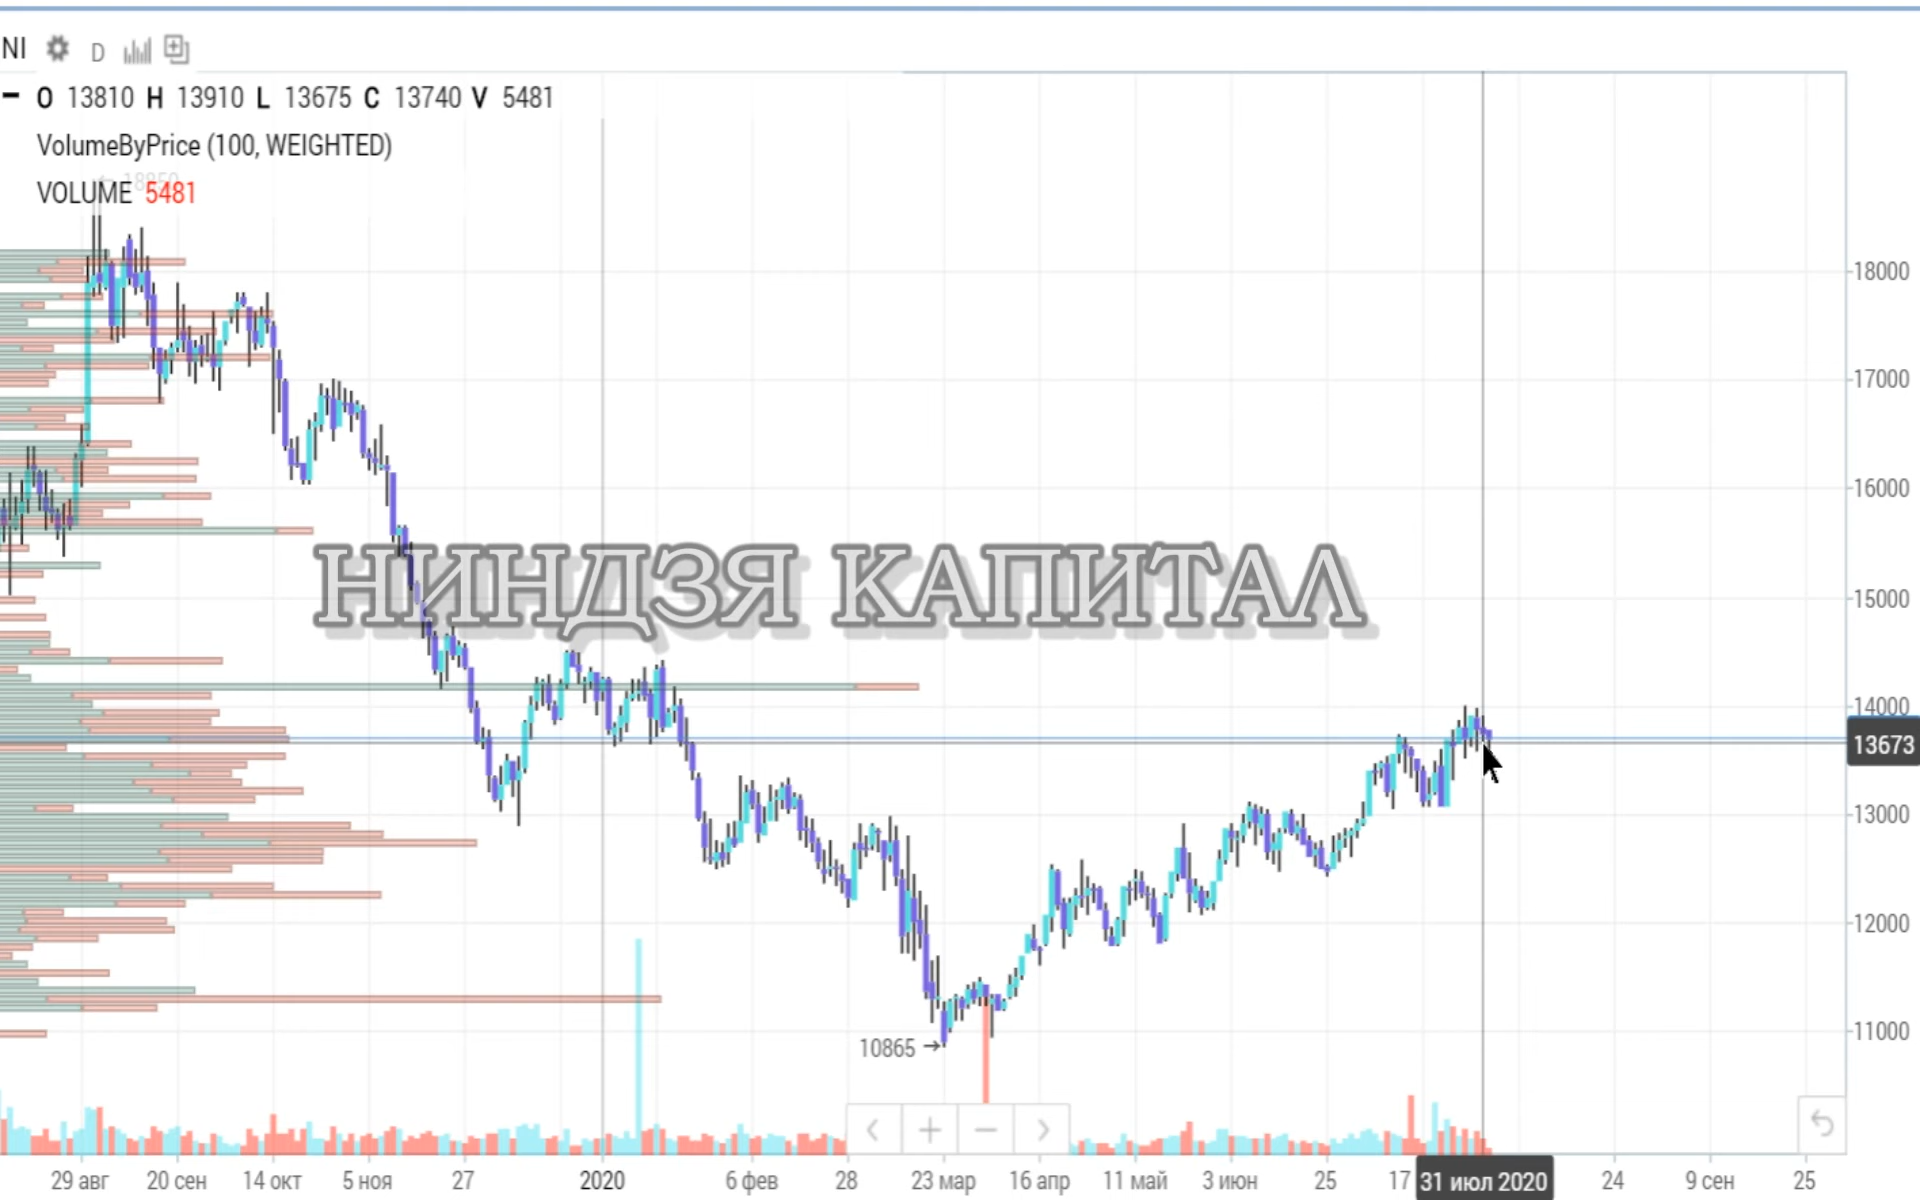 NI D
O 13810 H 13910 L 13675 C 13740 V 5481
VolumeByPrice (100, WEIGHTED)
18950
VOLUME 5481
18000
17000
16000
НИНДЗЯ КАПИТАЛ
15000
14000
13673
13000
12000
11000
10865
29 авг 20 сен 14 окт 5 ноя 27 2020 6 фев 28 23 мар 16 апр 11 май 3 июн 25 17 31 июл 2020 24 9 сен 25